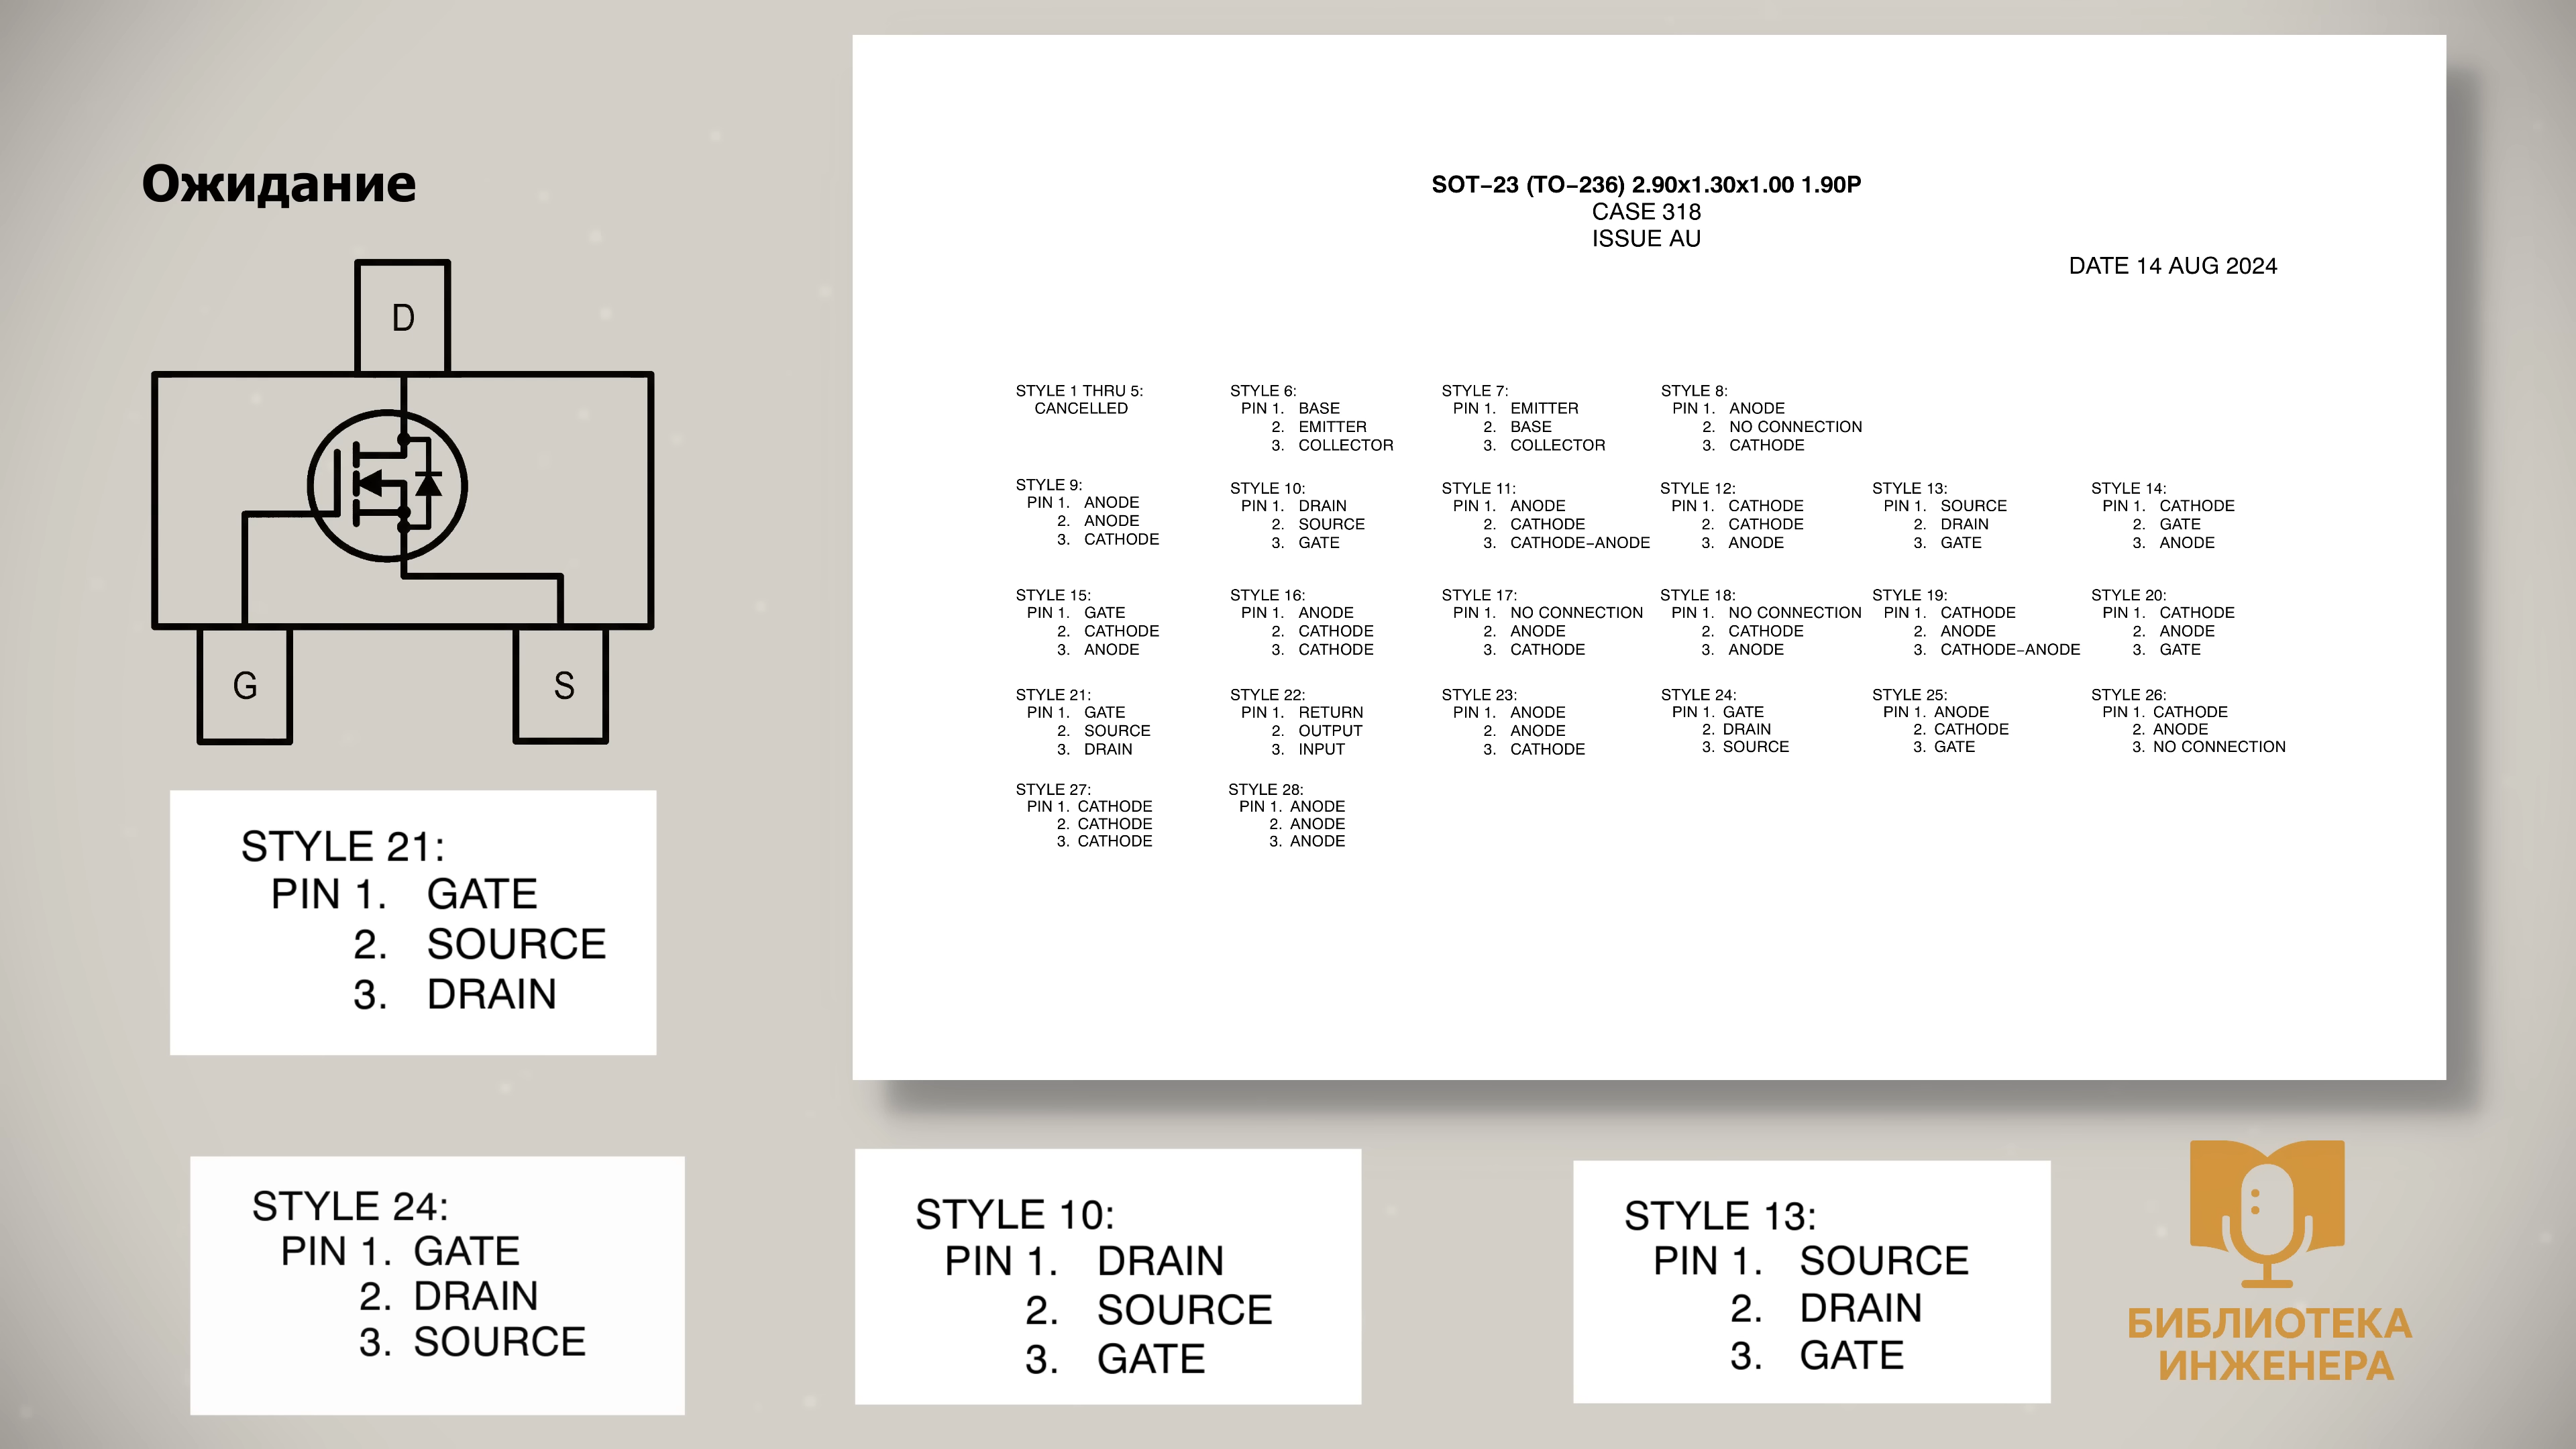 Ожидание
D
G
S
STYLE 21:
PIN 1. GATE
2. SOURCE
3. DRAIN
SOT−23 (TO−236) 2.90x1.30x1.00 1.90P
CASE 318
ISSUE AU
DATE 14 AUG 2024
STYLE 1 THRU 5:
CANCELLED
STYLE 6:
PIN 1. BASE
2. EMITTER
3. COLLECTOR
STYLE 7:
PIN 1. EMITTER
2. BASE
3. COLLECTOR
STYLE 8:
PIN 1. ANODE
2. NO CONNECTION
3. CATHODE
STYLE 9:
PIN 1. ANODE
2. ANODE
3. CATHODE
STYLE 10:
PIN 1. DRAIN
2. SOURCE
3. GATE
STYLE 11:
PIN 1. ANODE
2. CATHODE
3. CATHODE−ANODE
STYLE 12:
PIN 1. CATHODE
2. CATHODE
3. ANODE
STYLE 13:
PIN 1. SOURCE
2. DRAIN
3. GATE
STYLE 14:
PIN 1. CATHODE
2. GATE
3. ANODE
STYLE 15:
PIN 1. GATE
2. CATHODE
3. ANODE
STYLE 16:
PIN 1. ANODE
2. CATHODE
3. CATHODE
STYLE 17:
PIN 1. NO CONNECTION
2. ANODE
3. CATHODE
STYLE 18:
PIN 1. NO CONNECTION
2. CATHODE
3. ANODE
STYLE 19:
PIN 1. CATHODE
2. ANODE
3. CATHODE−ANODE
STYLE 20:
PIN 1. CATHODE
2. ANODE
3. GATE
STYLE 21:
PIN 1. GATE
2. SOURCE
3. DRAIN
STYLE 22:
PIN 1. RETURN
2. OUTPUT
3. INPUT
STYLE 23:
PIN 1. ANODE
2. ANODE
3. CATHODE
STYLE 24:
PIN 1. GATE
2. DRAIN
3. SOURCE
STYLE 25:
PIN 1. ANODE
2. CATHODE
3. GATE
STYLE 26:
PIN 1. CATHODE
2. ANODE
3. NO CONNECTION
STYLE 27:
PIN 1. CATHODE
2. CATHODE
3. CATHODE
STYLE 28:
PIN 1. ANODE
2. ANODE
3. ANODE
STYLE 24:
PIN 1. GATE
2. DRAIN
3. SOURCE
STYLE 10:
PIN 1. DRAIN
2. SOURCE
3. GATE
STYLE 13:
PIN 1. SOURCE
2. DRAIN
3. GATE
БИБЛИОТЕКА
ИНЖЕНЕРА